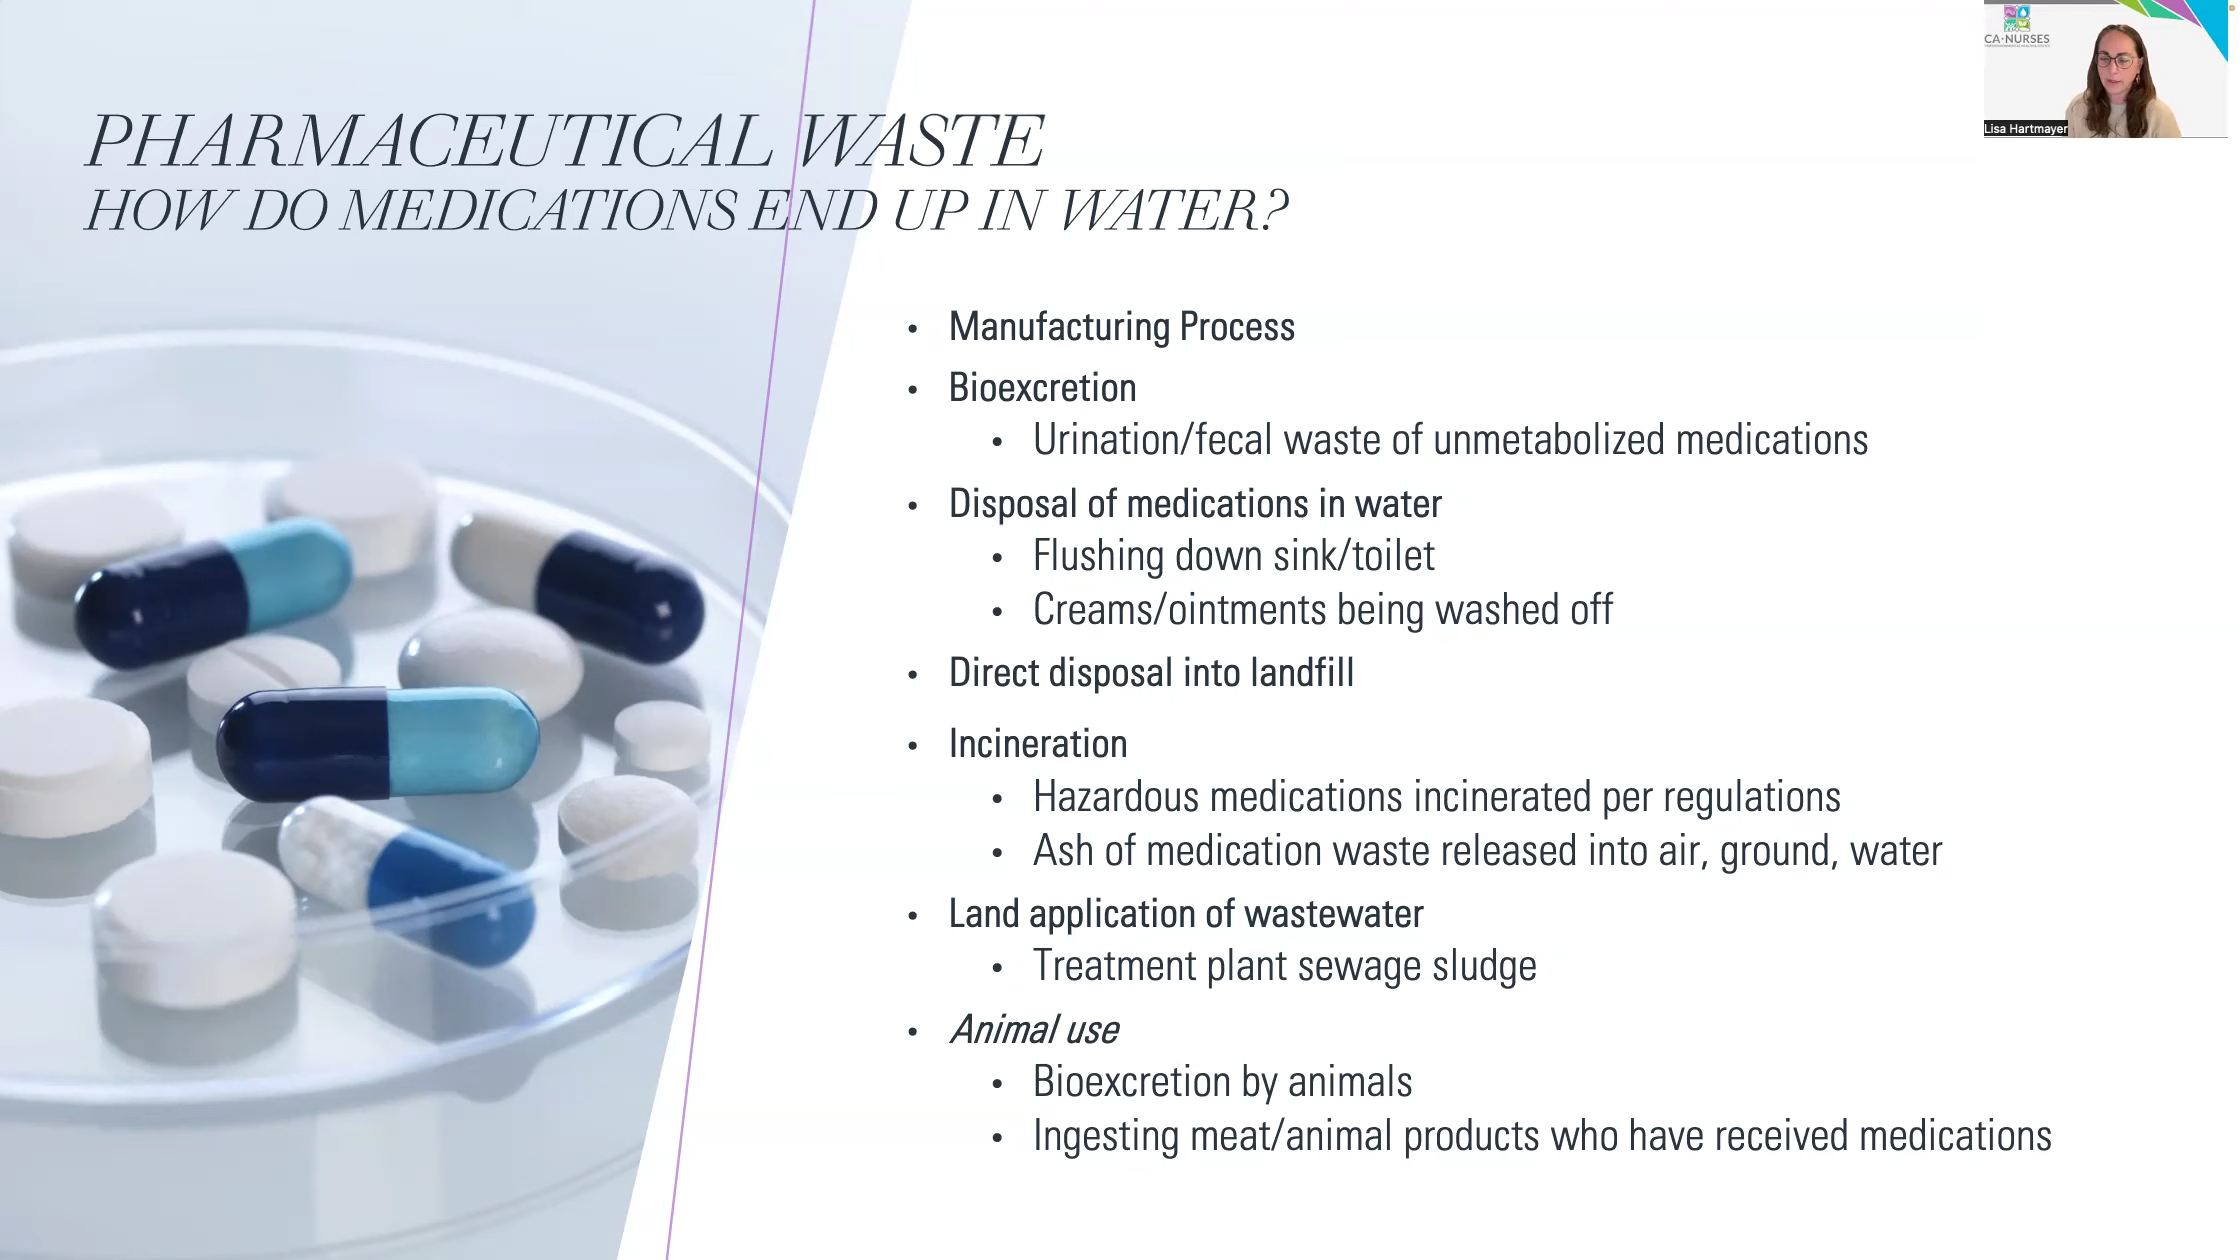 CA·NURSES
Lisa Hartmayer
PHARMACEUTICAL WASTE
HOW DO MEDICATIONS END UP IN WATER?
• Manufacturing Process
• Bioexcretion
• Urination/fecal waste of unmetabolized medications
• Disposal of medications in water
• Flushing down sink/toilet
• Creams/ointments being washed off
• Direct disposal into landfill
• Incineration
• Hazardous medications incinerated per regulations
• Ash of medication waste released into air, ground, water
• Land application of wastewater
• Treatment plant sewage sludge
• Animal use
• Bioexcretion by animals
• Ingesting meat/animal products who have received medications